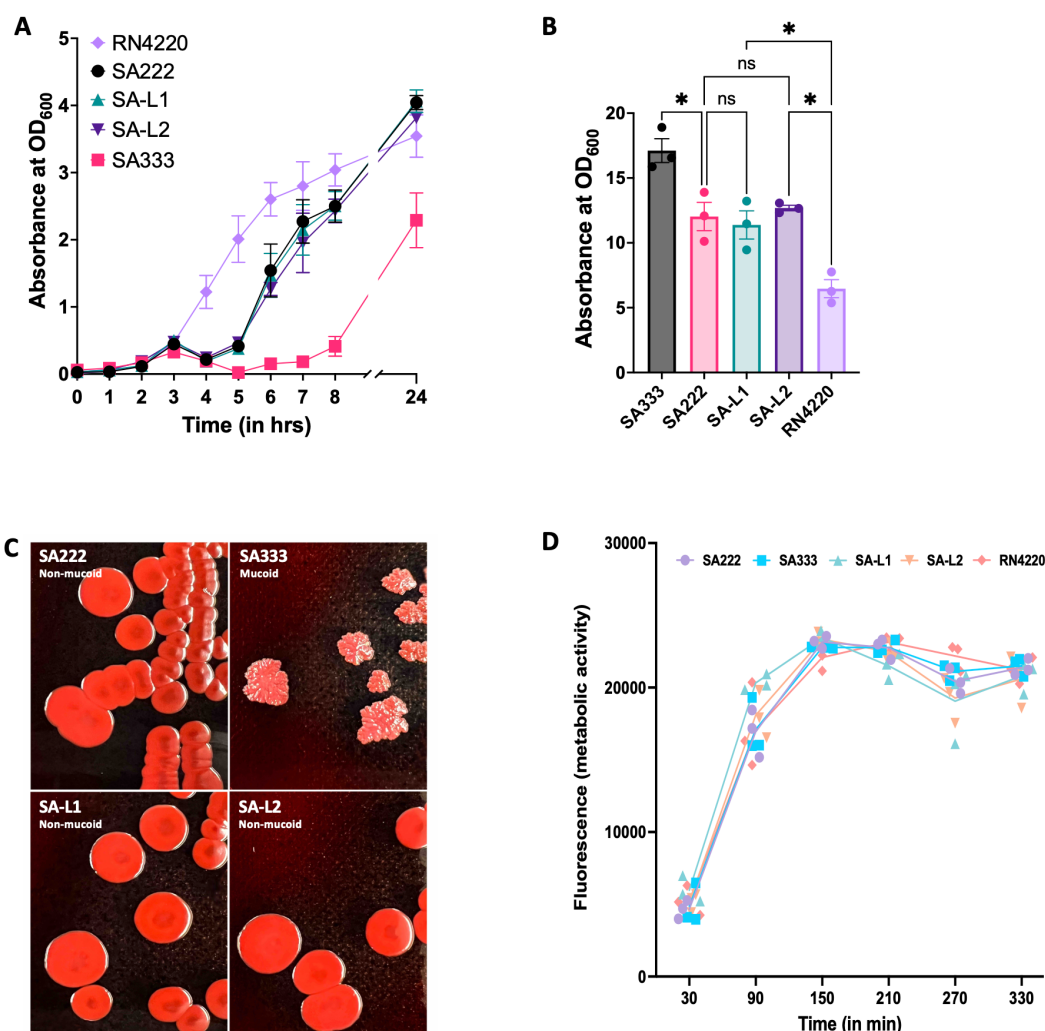 A
Absorbance at OD600
5
4
3
2
1
0
RN4220
SA222
SA-L1
SA-L2
SA333
0 1 2 3 4 5 6 7 8 24
Time (in hrs)
B
Absorbance at OD600
*
ns
* ns *
20
15
10
5
0
SA333 SA222 SA-L1 SA-L2 RN4220
C
SA222
Non-mucoid
SA333
Mucoid
SA-L1
Non-mucoid
SA-L2
Non-mucoid
D
Fluorescence (metabolic activity)
30000
20000
10000
0
SA222 SA333 SA-L1 SA-L2 RN4220
30 90 150 210 270 330
Time (in min)